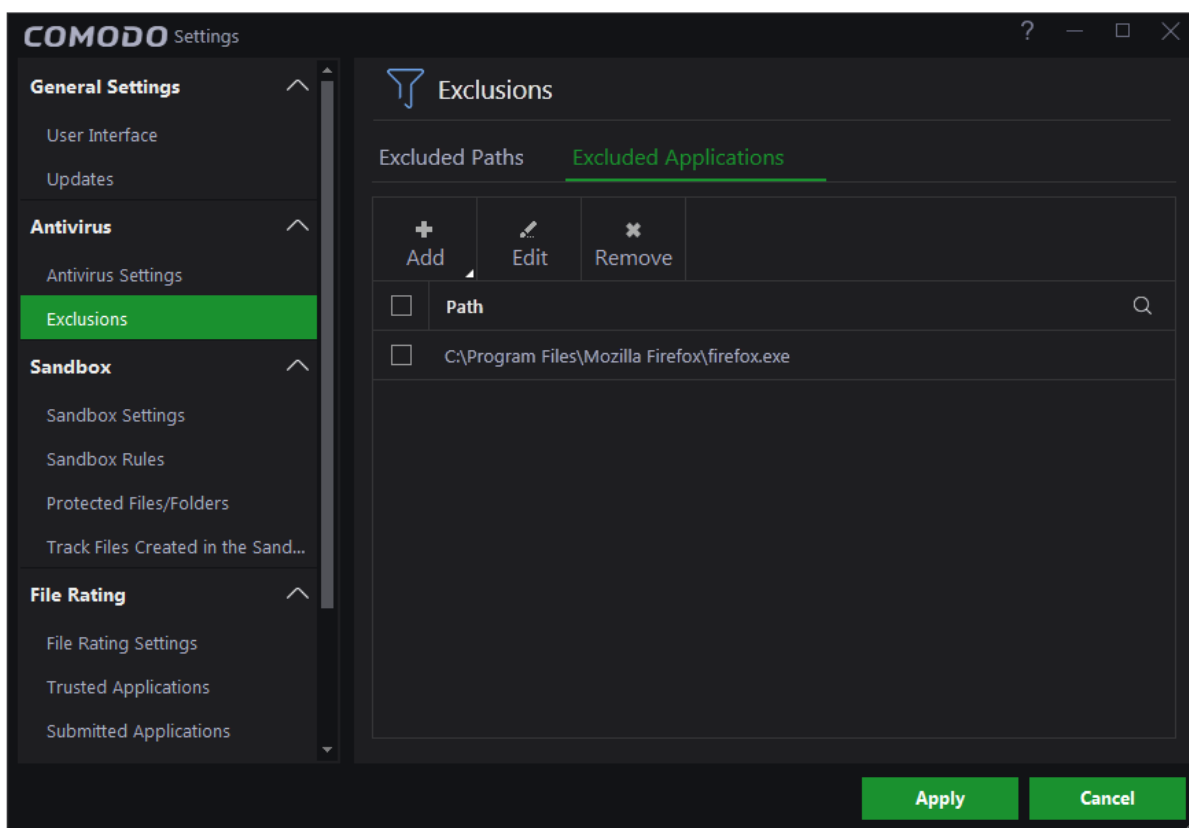 COMODO Settings
?
General Settings
User Interface
Updates
Antivirus
Antivirus Settings
Exclusions
Sandbox
Sandbox Settings
Sandbox Rules
Protected Files/Folders
Track Files Created in the Sand...
File Rating
File Rating Settings
Trusted Applications
Submitted Applications
Exclusions
Excluded Paths Excluded Applications
Add Edit Remove
Path
C:\Program Files\Mozilla Firefox\firefox.exe
Apply Cancel